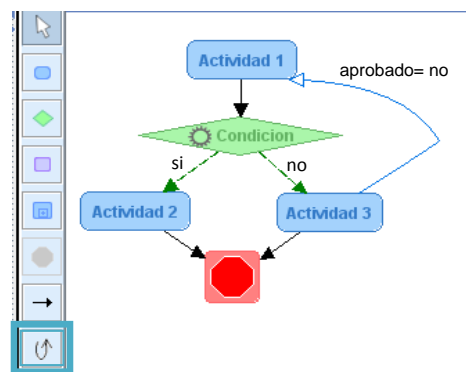 Actividad 1
aprobado= no
Condicion
si
no
Actividad 2
Actividad 3